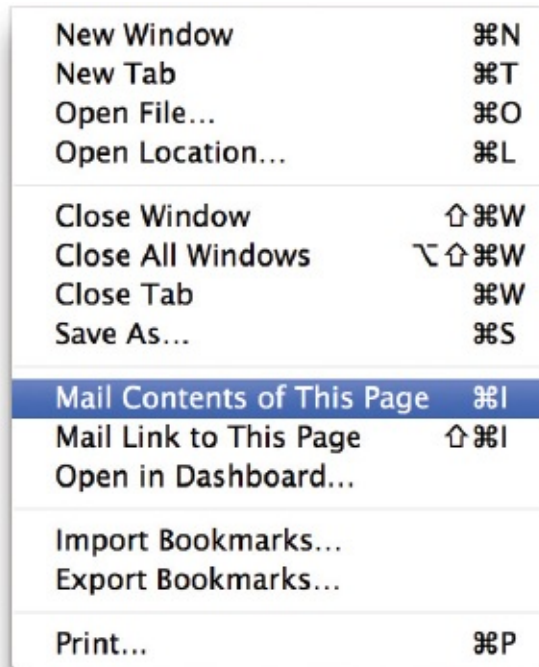 New Window ⌘N
New Tab ⌘T
Open File... ⌘O
Open Location... ⌘L
Close Window ⇧⌘W
Close All Windows ⌥⇧⌘W
Close Tab ⌘W
Save As... ⌘S
Mail Contents of This Page ⌘I
Mail Link to This Page ⇧⌘I
Open in Dashboard...
Import Bookmarks...
Export Bookmarks...
Print... ⌘P